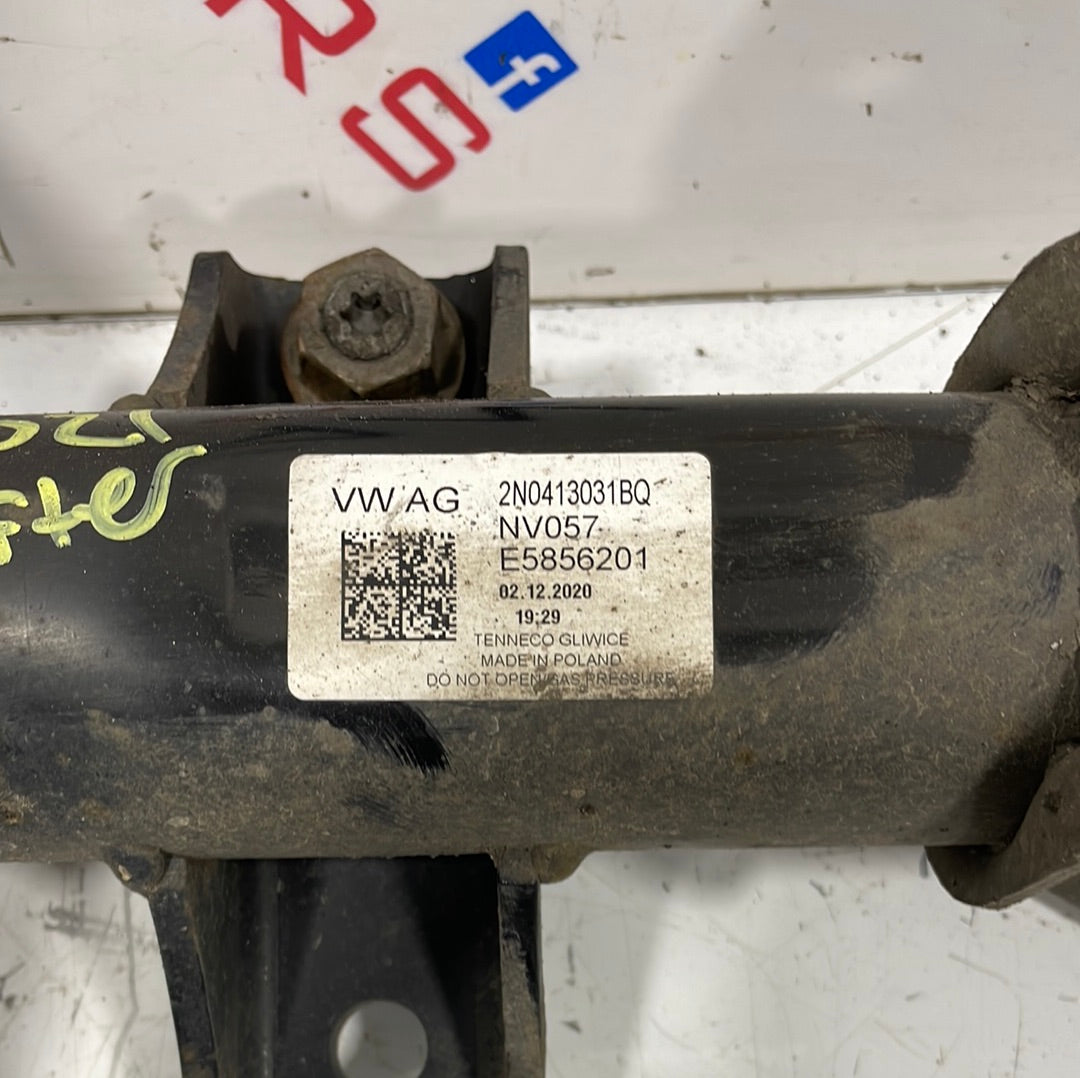 RS
f
VW AG
2N0413031BQ
NV057
E5856201
02.12.2020
19:29
TENNECO GLIWICE
MADE IN POLAND
DO NOT OPEN/GAS PRESSURE